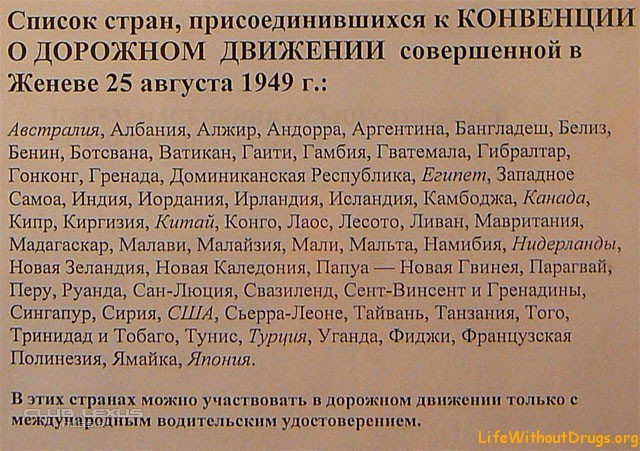 Список стран, присоединившихся к КОНВЕНЦИИ
О ДОРОЖНОМ ДВИЖЕНИИ совершенной в
Женеве 25 августа 1949 г.:
Австралия, Албания, Алжир, Андорра, Аргентина, Бангладеш, Белиз,
Бенин, Ботсвана, Ватикан, Гаити, Гамбия, Гватемала, Гибралтар,
Гонконг, Гренада, Доминиканская Республика, Египет, Западное
Самоа, Индия, Иордания, Ирландия, Исландия, Камбоджа, Канада,
Кипр, Киргизия, Китай, Конго, Лаос, Лесото, Ливан, Мавритания,
Мадагаскар, Малави, Малайзия, Мали, Мальта, Намибия, Нидерланды,
Новая Зеландия, Новая Каледония, Папуа — Новая Гвинея, Парагвай,
Перу, Руанда, Сан-Люция, Свазиленд, Сент-Винсент и Гренадины,
Сингапур, Сирия, США, Сьерра-Леоне, Тайвань, Танзания, Того,
Тринидад и Тобаго, Тунис, Турция, Уганда, Фиджи, Французская
Полинезия, Ямайка, Япония.
В этих странах можно участвовать в дорожном движении только с
международным водительским удостоверением.
CLUB LEXUS
LifeWithoutDrugs.org